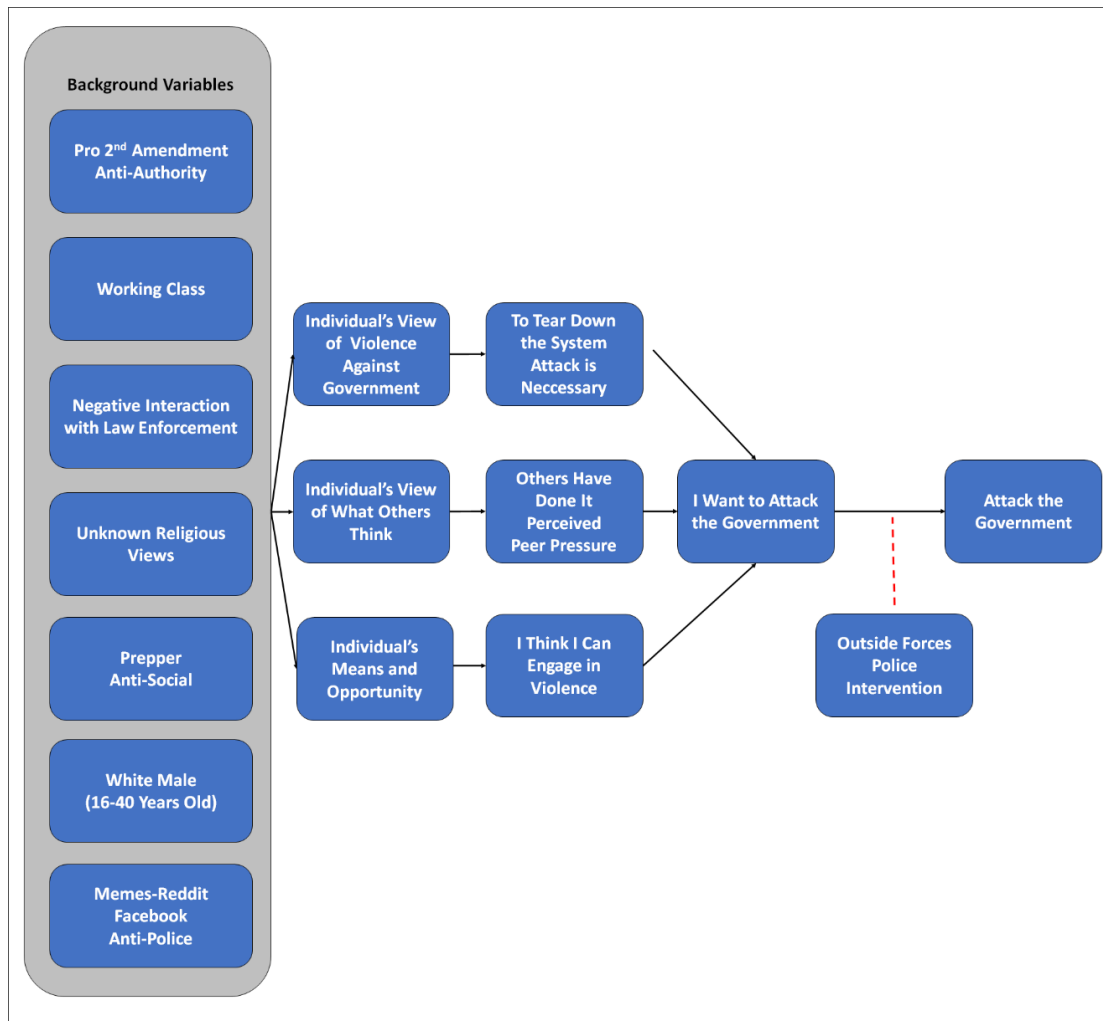 Background Variables
Pro 2nd Amendment
Anti-Authority
Working Class
Negative Interaction
with Law Enforcement
Unknown Religious
Views
Prepper
Anti-Social
White Male
(16-40 Years Old)
Memes-Reddit
Facebook
Anti-Police
Individual's View
of Violence
Against
Government
To Tear Down
the System
Attack is
Neccessary
Individual's View
of What Others
Think
Others Have
Done It
Perceived
Peer Pressure
I Want to Attack
the Government
Attack the
Government
Individual's
Means and
Opportunity
I Think I Can
Engage in
Violence
Outside Forces
Police
Intervention